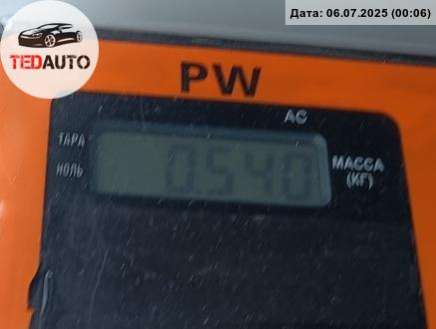 Дата: 06.07.2025 (00:06)
TEDAUTO
PW
AC
ТАРА
НОЛЬ
0.540
МАССА
(КГ)